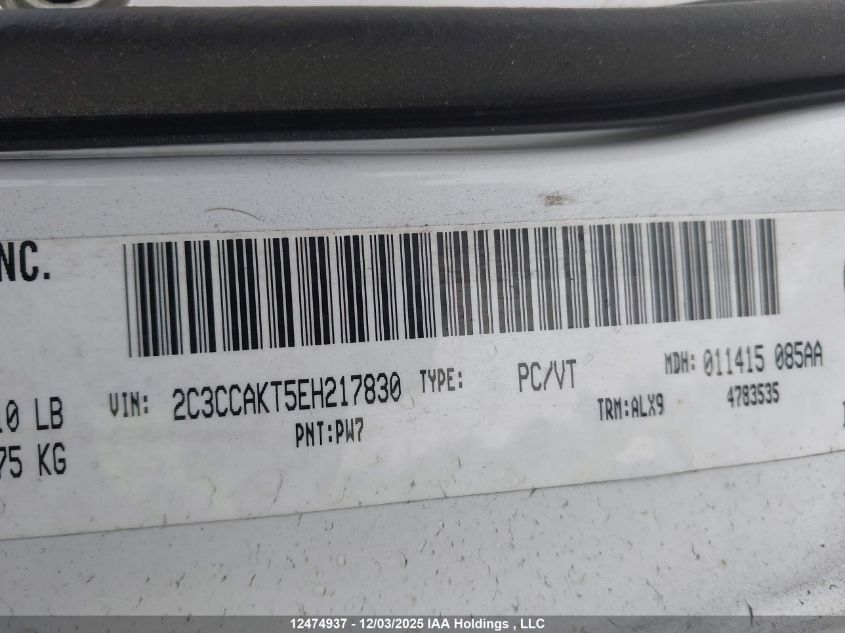 NC.
10 LB
75 KG
VIN: 2C3CCAKT5EH217830 TYPE: PC/VT MDH: 011415 085AA
PNT:PW7 TRM:ALX9 4783535
12474937 - 12/03/2025 IAA Holdings , LLC